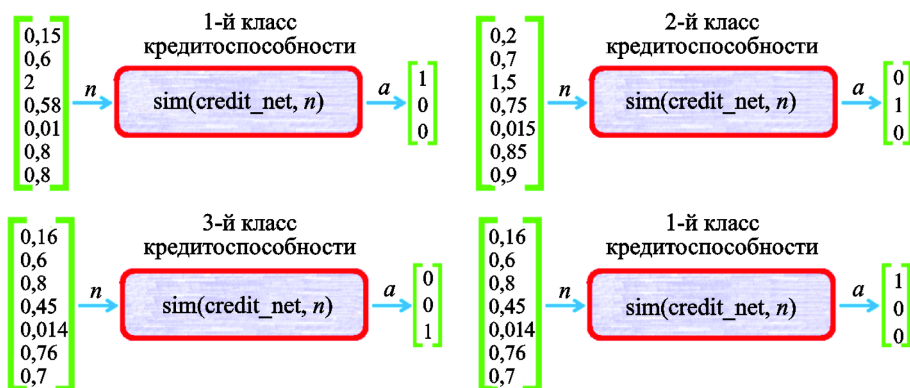 1-й класс
кредитоспособности
0,15
0,6
2
0,58
0,01
0,8
0,8
n
sim(credit_net, n)
a
1
0
0
2-й класс
кредитоспособности
0,2
0,7
1,5
0,75
0,015
0,85
0,9
n
sim(credit_net, n)
a
0
1
0
3-й класс
кредитоспособности
0,16
0,6
0,8
0,45
0,014
0,76
0,7
n
sim(credit_net, n)
a
0
0
1
1-й класс
кредитоспособности
0,16
0,6
0,8
0,45
0,014
0,76
0,7
n
sim(credit_net, n)
a
1
0
0